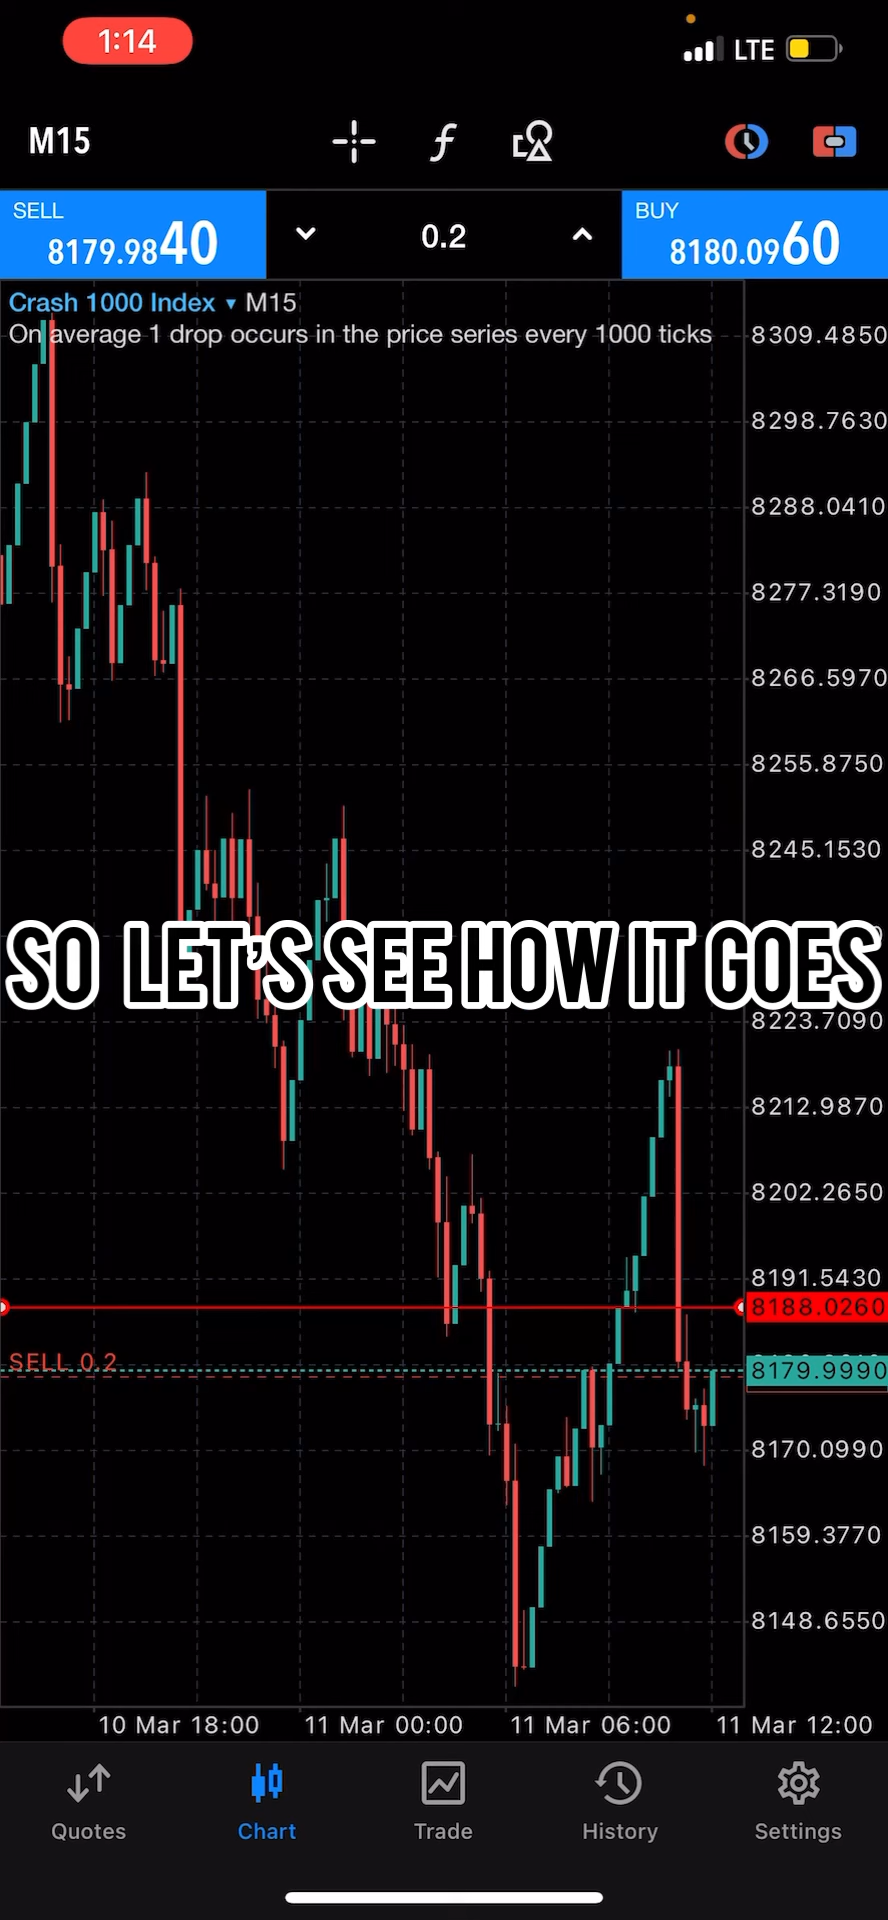 1:14
LTE
M15
SELL
8179.9840
0.2
BUY
8180.0960
Crash 1000 Index ▾ M15
On average 1 drop occurs in the price series every 1000 ticks
8309.4850
8298.7630
8288.0410
8277.3190
8266.5970
8255.8750
8245.1530
SO LET'S SEE HOW IT GOES
8223.7090
8212.9870
8202.2650
8191.5430
8188.0260
SELL 0.2
8179.9990
8170.0990
8159.3770
8148.6550
10 Mar 18:00
11 Mar 00:00
11 Mar 06:00
11 Mar 12:00
Quotes
Chart
Trade
History
Settings